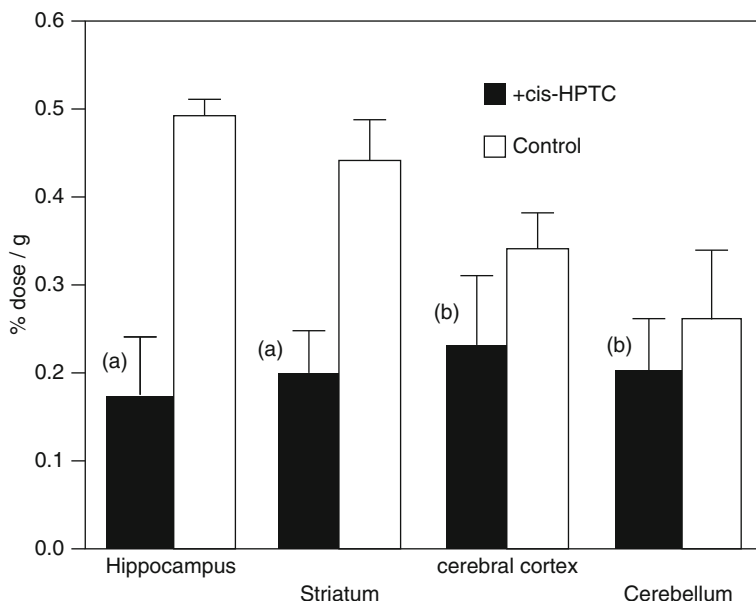 0.6
0.5
0.4
0.3
0.2
0.1
0.0
% dose / g
+cis-HPTC
Control
(a)
(a)
(b)
(b)
Hippocampus
Striatum
cerebral cortex
Cerebellum